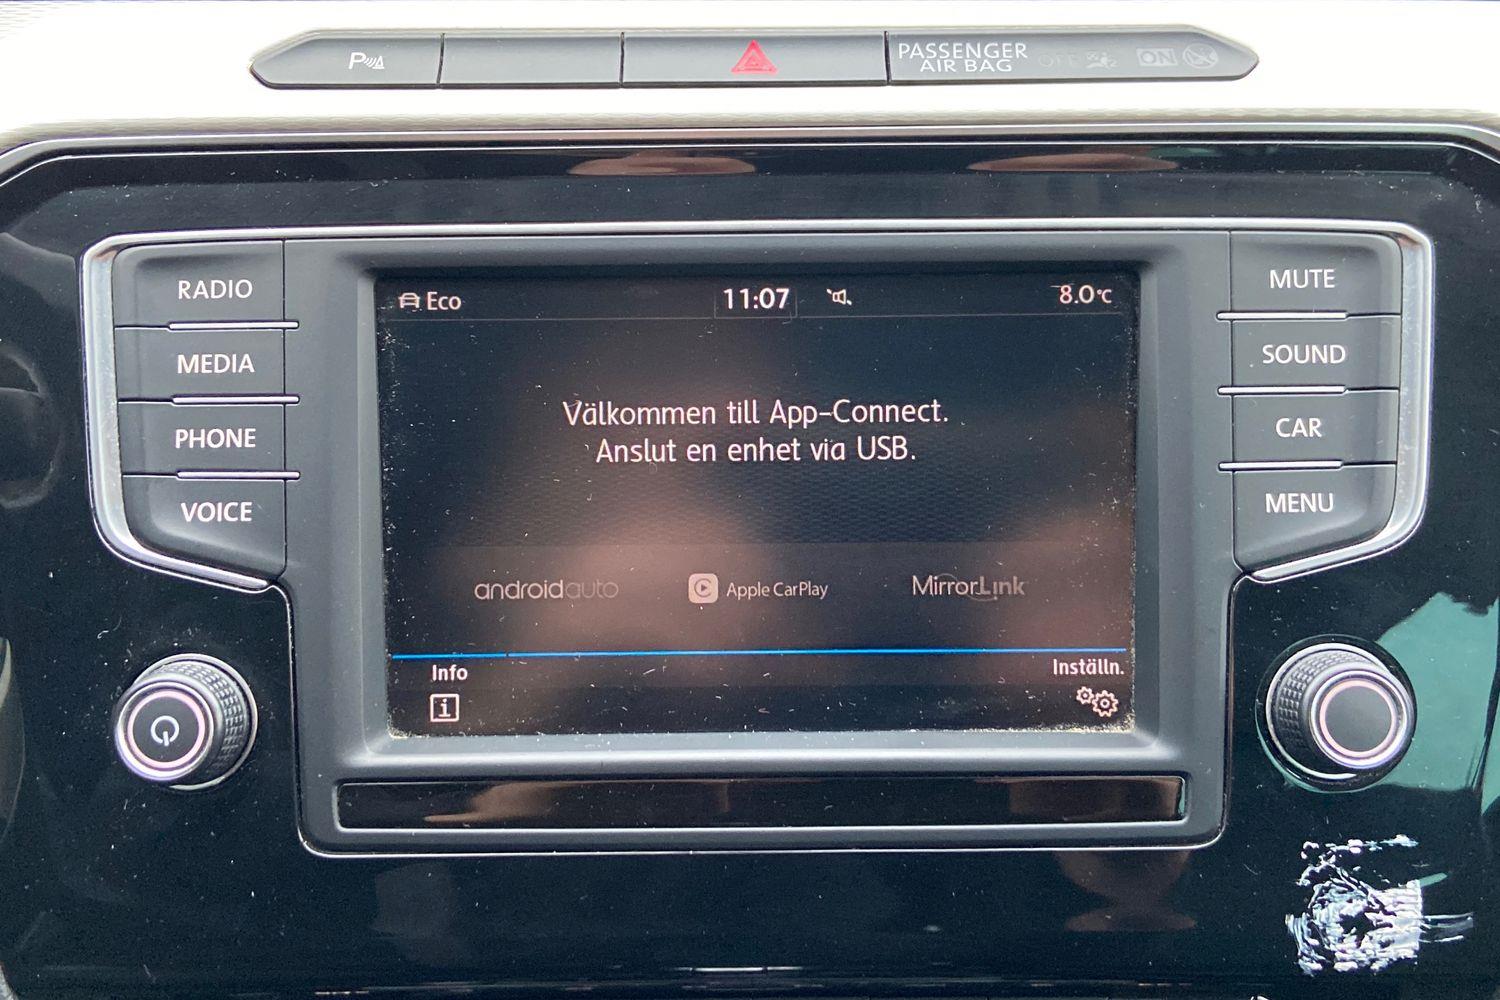 P
PASSENGER
AIR BAG
OFF ON
RADIO
MEDIA
PHONE
VOICE
Eco 11:07 8.0°C
Välkommen till App-Connect.
Anslut en enhet via USB.
androidauto Apple CarPlay MirrorLink
Info Inställn.
i
MUTE
SOUND
CAR
MENU